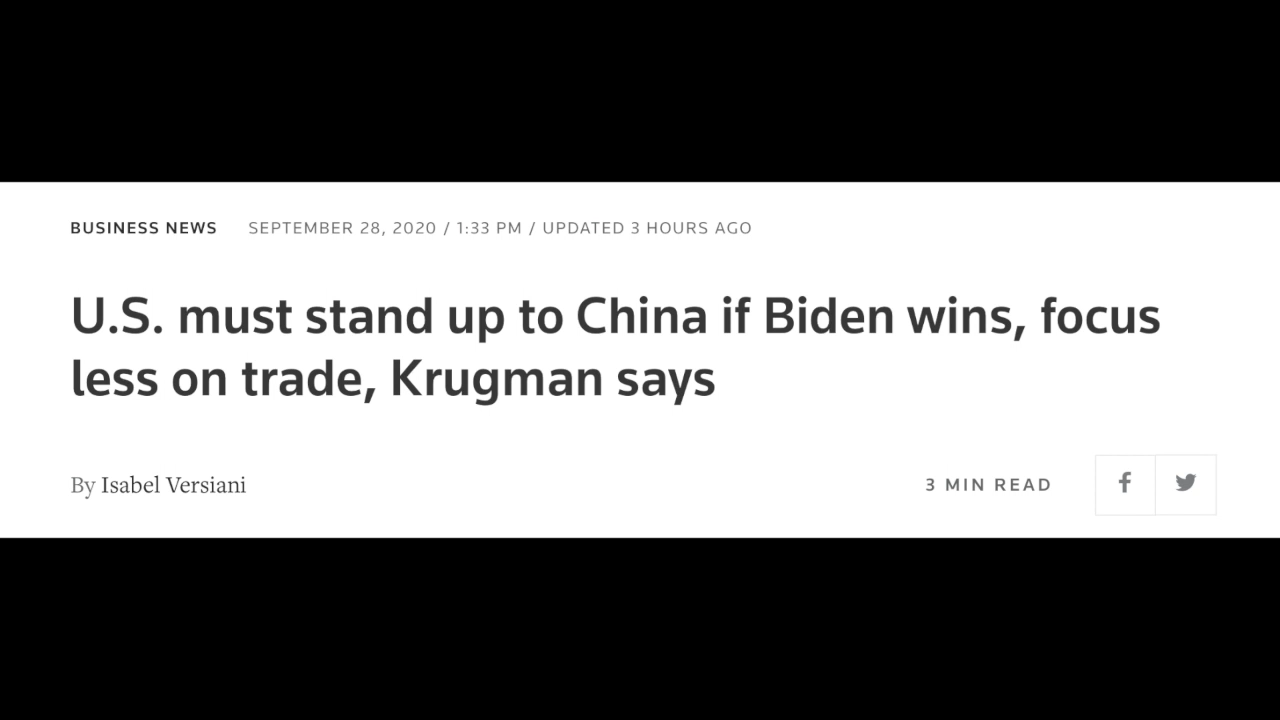 BUSINESS NEWS SEPTEMBER 28, 2020 / 1:33 PM / UPDATED 3 HOURS AGO
U.S. must stand up to China if Biden wins, focus
less on trade, Krugman says
By Isabel Versiani 3 MIN READ